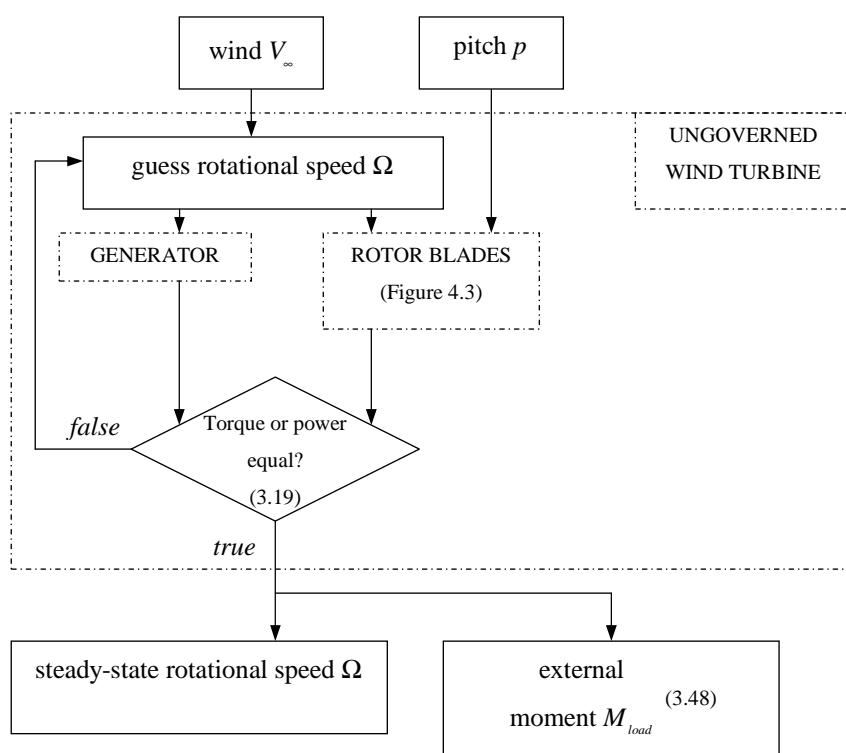 wind V∞
pitch p
UNGOVERNED
WIND TURBINE
guess rotational speed Ω
GENERATOR
ROTOR BLADES
(Figure 4.3)
false
Torque or power
equal?
(3.19)
true
steady-state rotational speed Ω
external
moment M load (3.48)